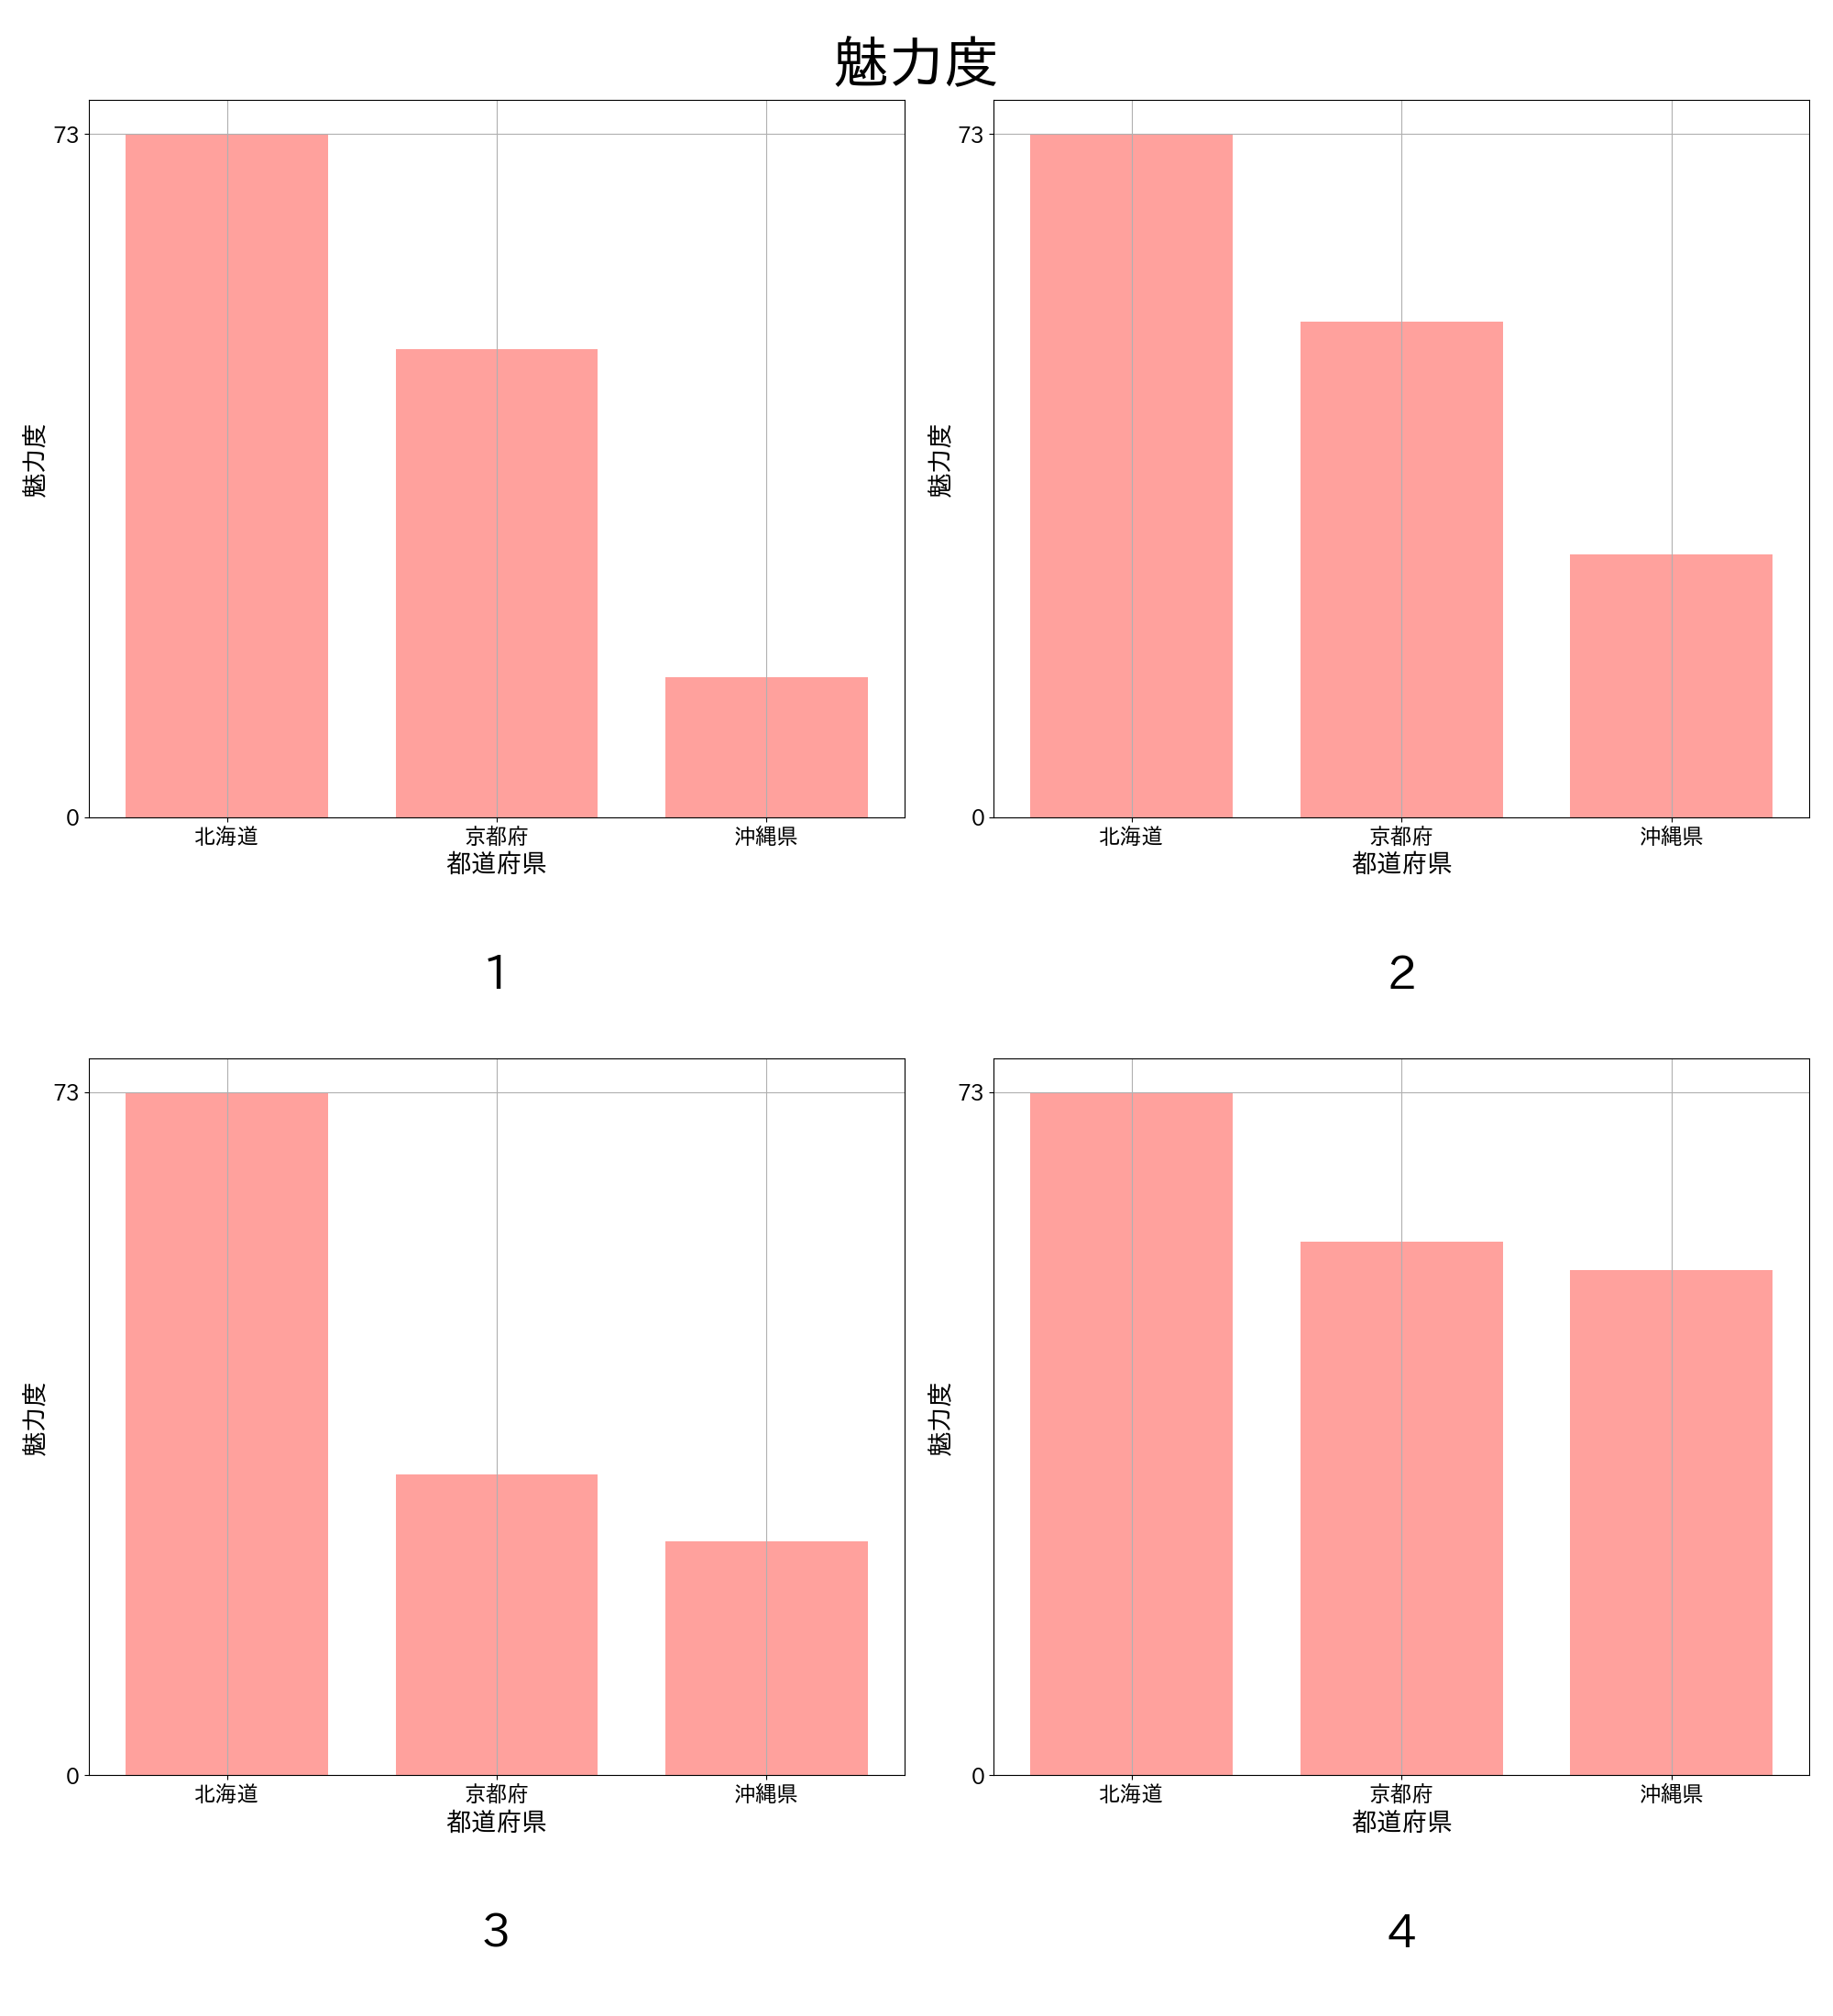 魅力度
73
0
魅力度
北海道 京都府 沖縄県
都道府県
1
73
0
魅力度
北海道 京都府 沖縄県
都道府県
2
73
0
魅力度
北海道 京都府 沖縄県
都道府県
3
73
0
魅力度
北海道 京都府 沖縄県
都道府県
4